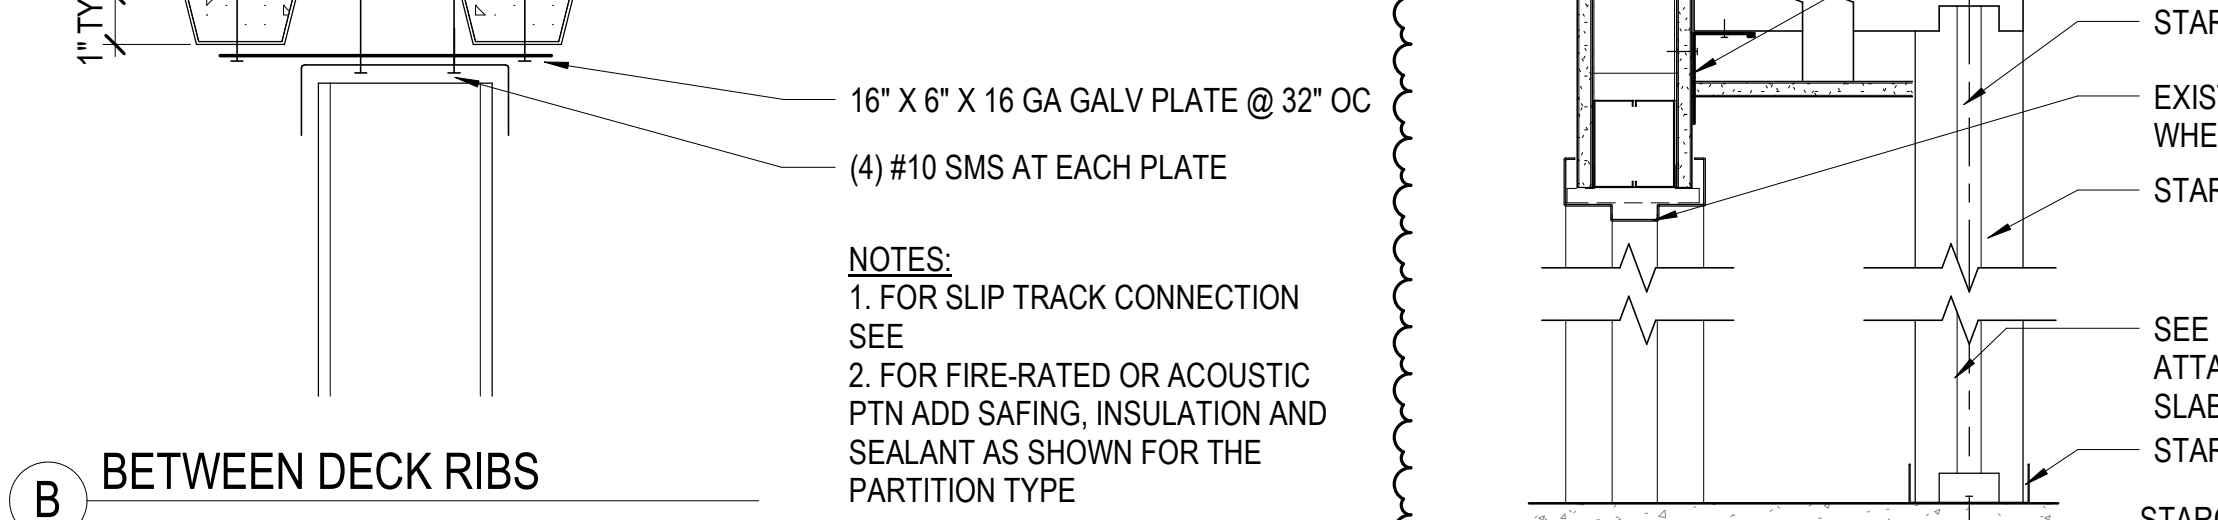 1" TY
16" X 6" X 16 GA GALV PLATE @ 32" OC
(4) #10 SMS AT EACH PLATE
NOTES:
1. FOR SLIP TRACK CONNECTION
SEE
2. FOR FIRE-RATED OR ACOUSTIC
PTN ADD SAFING, INSULATION AND
SEALANT AS SHOWN FOR THE
PARTITION TYPE
B BETWEEN DECK RIBS
STAR
EXIST
WHE
STAR
SEE
ATTA
SLAB
STAR